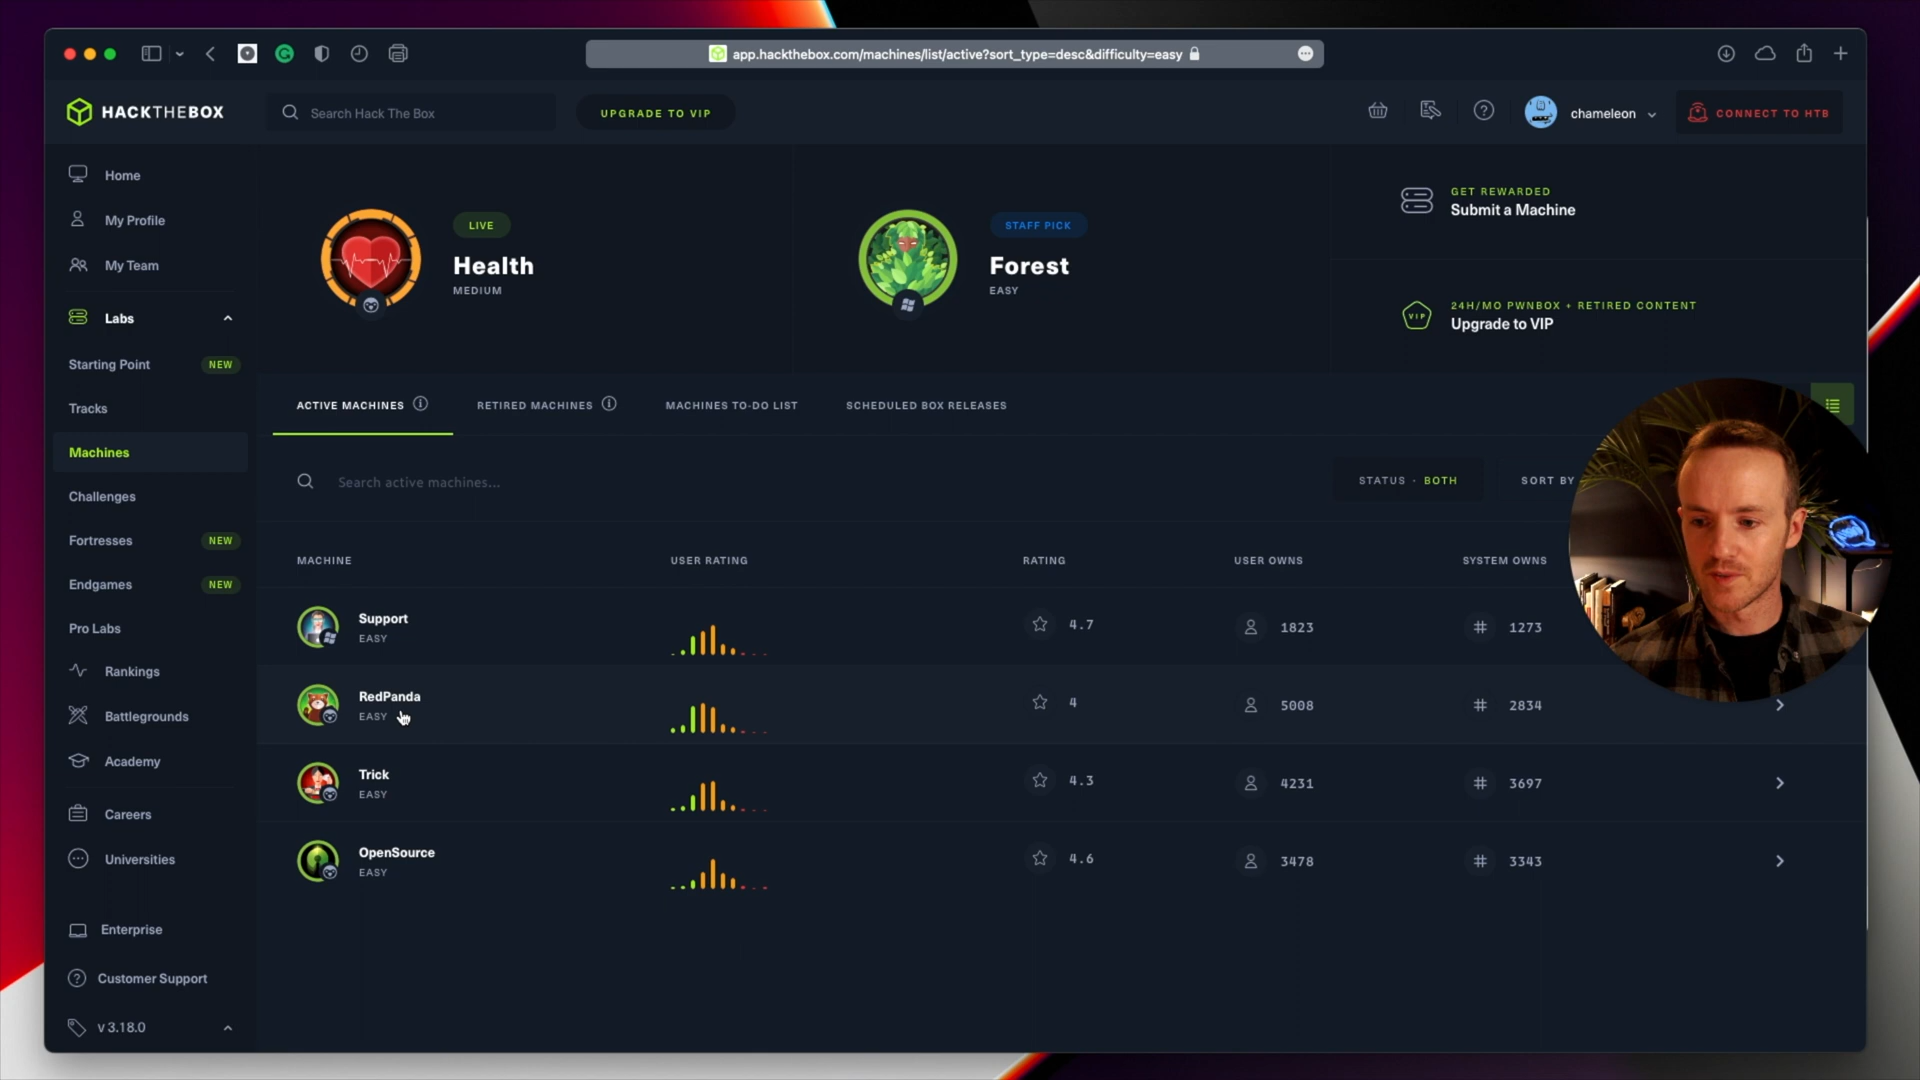 app.hackthebox.com/machines/list/active?sort_type=desc&difficulty=easy
HACKTHEBOX
Search Hack The Box
UPGRADE TO VIP
chameleon
CONNECT TO HTB
Home
My Profile
My Team
Labs
Starting Point NEW
Tracks
Machines
Challenges
Fortresses NEW
Endgames NEW
Pro Labs
Rankings
Battlegrounds
Academy
Careers
Universities
Enterprise
Customer Support
v 3.18.0
LIVE
Health
MEDIUM
STAFF PICK
Forest
EASY
GET REWARDED
Submit a Machine
VIP
24H/MO PWNBOX + RETIRED CONTENT
Upgrade to VIP
ACTIVE MACHINES RETIRED MACHINES MACHINES TO-DO LIST SCHEDULED BOX RELEASES
Search active machines...
STATUS · BOTH SORT BY
MACHINE USER RATING RATING USER OWNS SYSTEM OWNS
Support
EASY
4.7 1823 # 1273
RedPanda
EASY
4 5008 # 2834
Trick
EASY
4.3 4231 # 3697
OpenSource
EASY
4.6 3478 # 3343